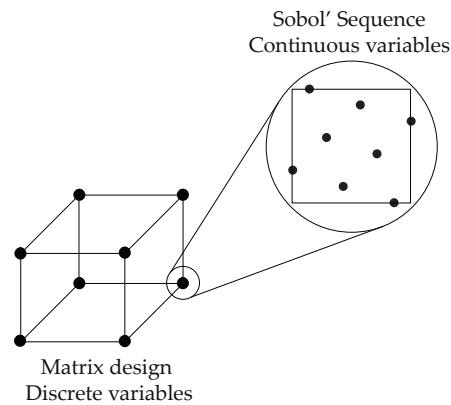 Sobol' Sequence
Continuous variables
Matrix design
Discrete variables